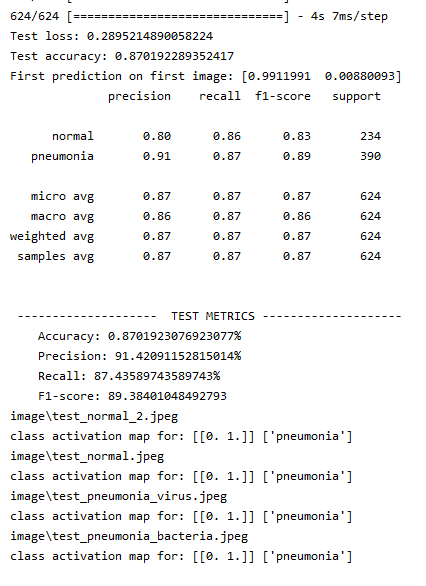 624/624 [==============================] - 4s 7ms/step
Test loss: 0.2895214890058224
Test accuracy: 0.870192289352417
First prediction on first image: [0.9911991  0.00880093]
              precision    recall  f1-score   support

      normal       0.80      0.86      0.83       234
   pneumonia       0.91      0.87      0.89       390

   micro avg       0.87      0.87      0.87       624
   macro avg       0.86      0.87      0.86       624
weighted avg       0.87      0.87      0.87       624
 samples avg       0.87      0.87      0.87       624

 -------------------- TEST METRICS --------------------
    Accuracy: 0.8701923076923077%
    Precision: 91.42091152815014%
    Recall: 87.43589743589743%
    F1-score: 89.38401048492793
image\test_normal_2.jpeg
class activation map for: [[0. 1.]] ['pneumonia']
image\test_normal.jpeg
class activation map for: [[0. 1.]] ['pneumonia']
image\test_pneumonia_virus.jpeg
class activation map for: [[0. 1.]] ['pneumonia']
image\test_pneumonia_bacteria.jpeg
class activation map for: [[0. 1.]] ['pneumonia']